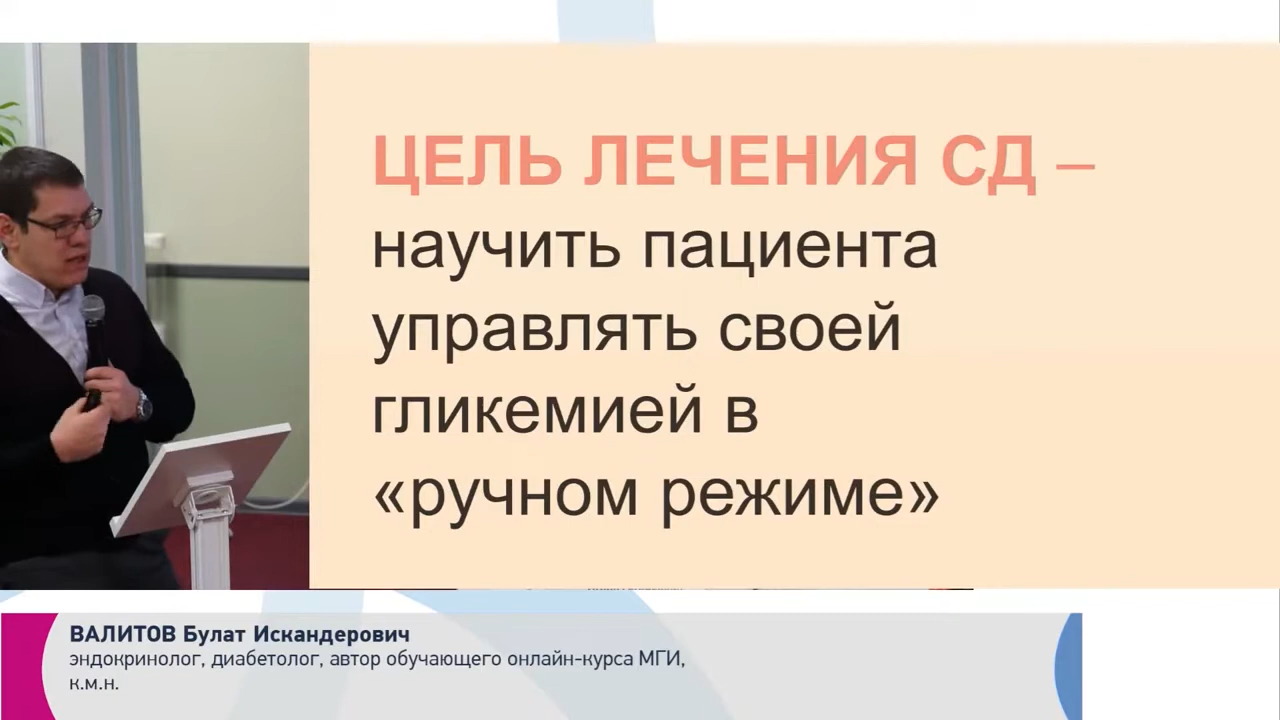 ЦЕЛЬ ЛЕЧЕНИЯ СД –
научить пациента
управлять своей
гликемией в
«ручном режиме»
ВАЛИТОВ Булат Искандерович
эндокринолог, диабетолог, автор обучающего онлайн-курса МГИ,
к.м.н.